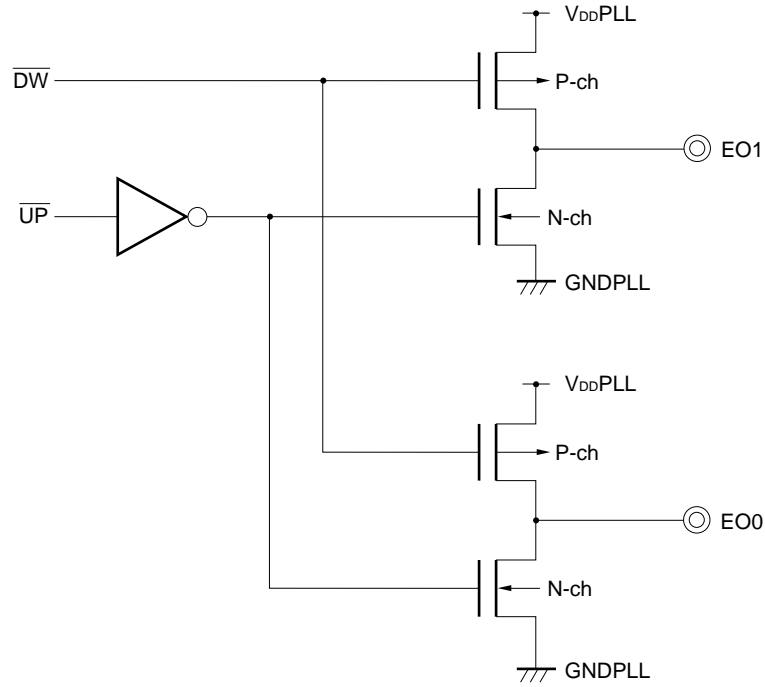 VDDPLL
DW
P-ch
EO1
UP
N-ch
GNDPLL
VDDPLL
P-ch
EO0
N-ch
GNDPLL